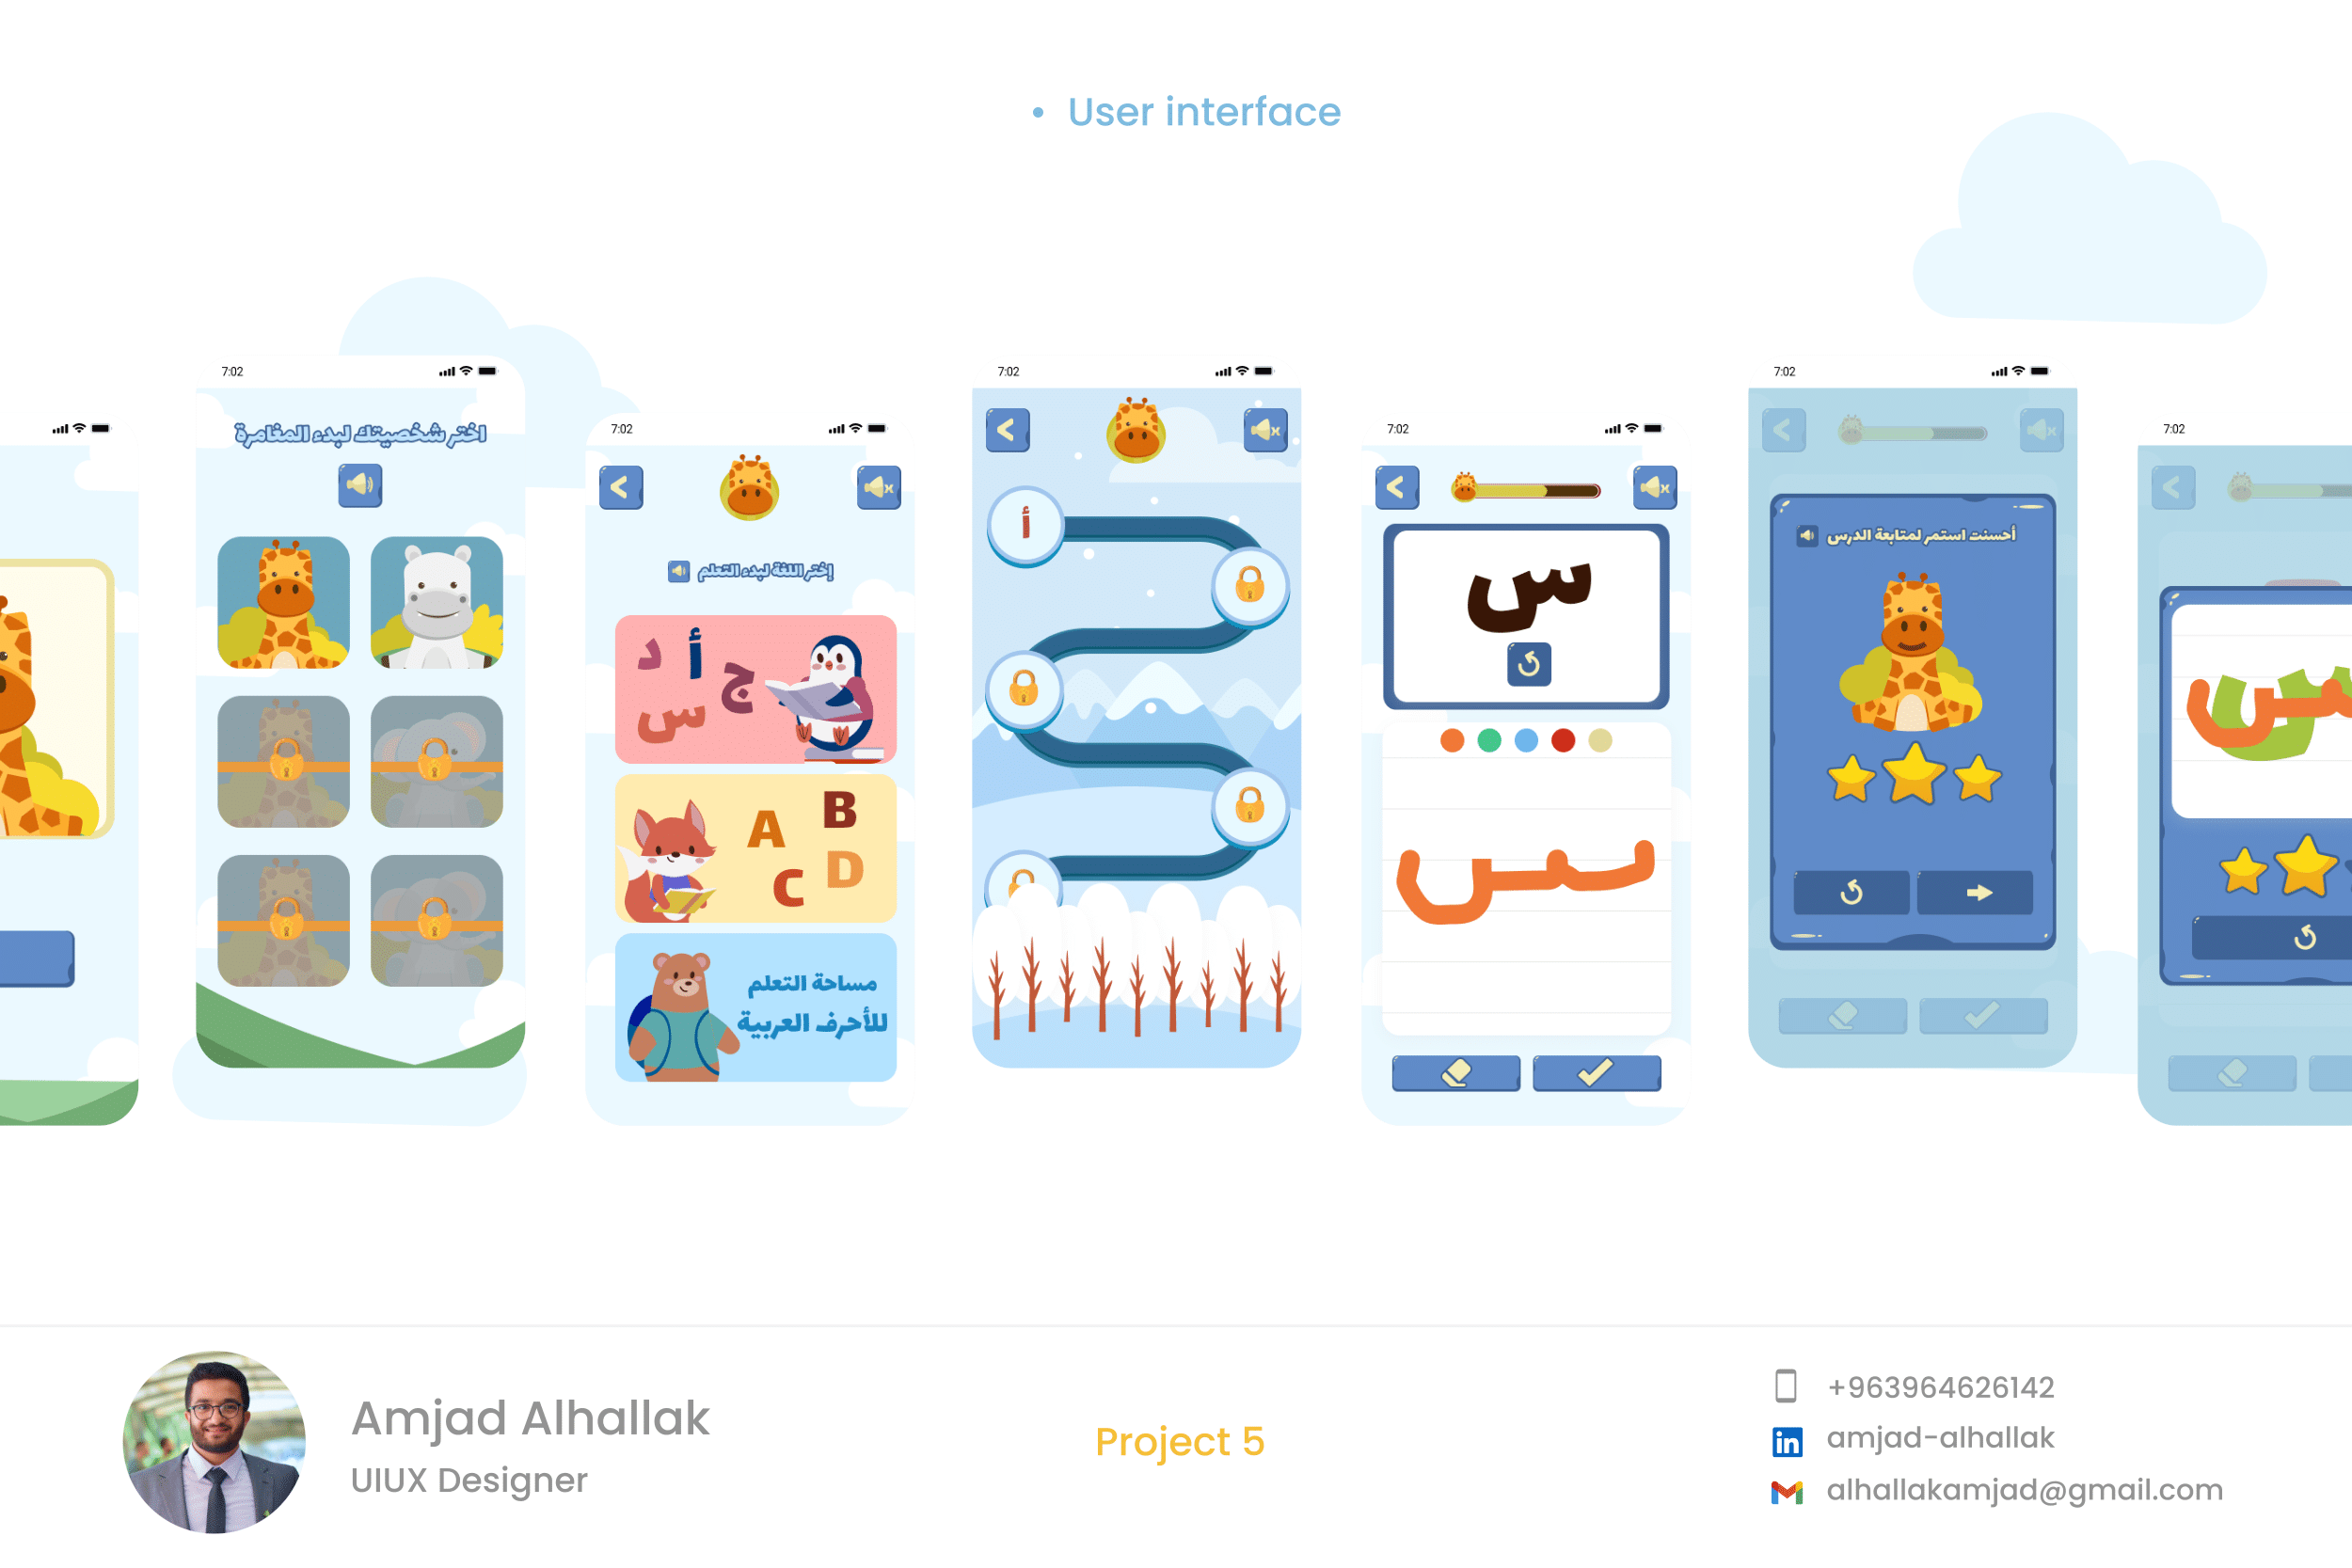 • User interface
7:02
اختر شخصيتك لبدء المغامرة
7:02
إختر اللغة لبدء التعلم
أ د
ج
س
A B
C D
مساحة التعلم
للأحرف العربية
7:02
أ
7:02
س
س
7:02
أحسنت استمر لمتابعة الدرس
7:02
س
Amjad Alhallak
UIUX Designer
Project 5
+963964626142
in amjad-alhallak
alhallakamjad@gmail.com